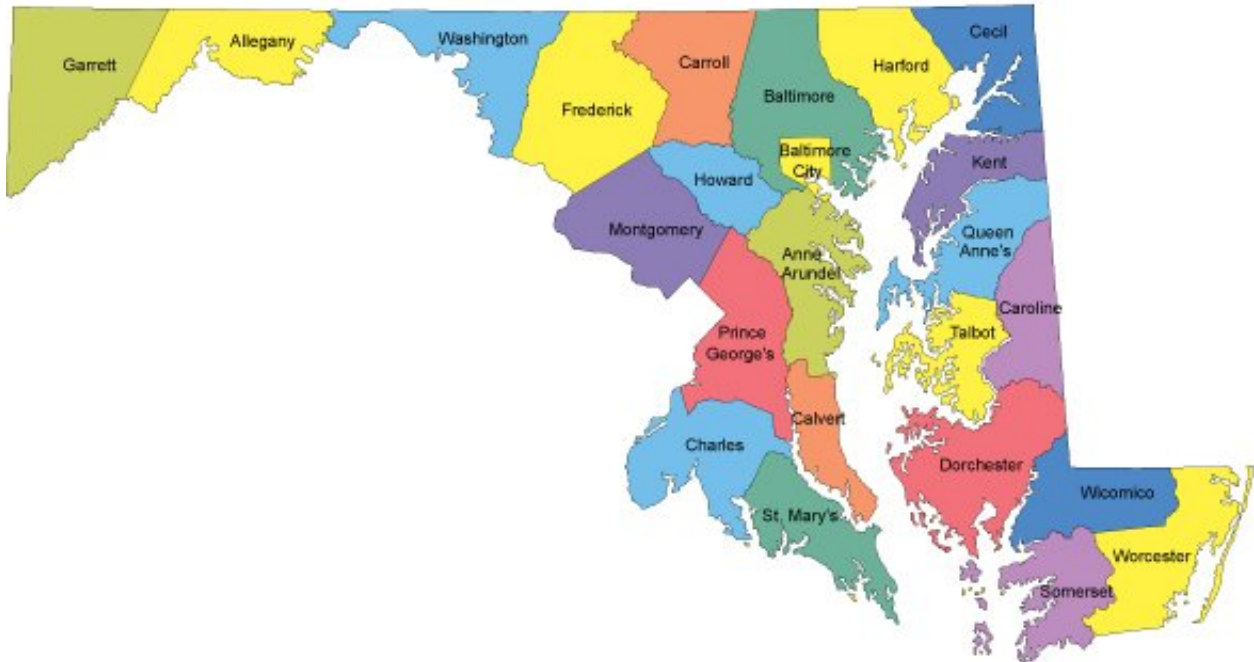 Garrett
Allegany
Washington
Frederick
Carroll
Baltimore
Harford
Cecil
Baltimore
City
Kent
Howard
Montgomery
Queen
Anne's
Anne
Arundel
Caroline
Talbot
Prince
George's
Calvert
Charles
Dorchester
Wicomico
St. Mary's
Worcester
Somerset